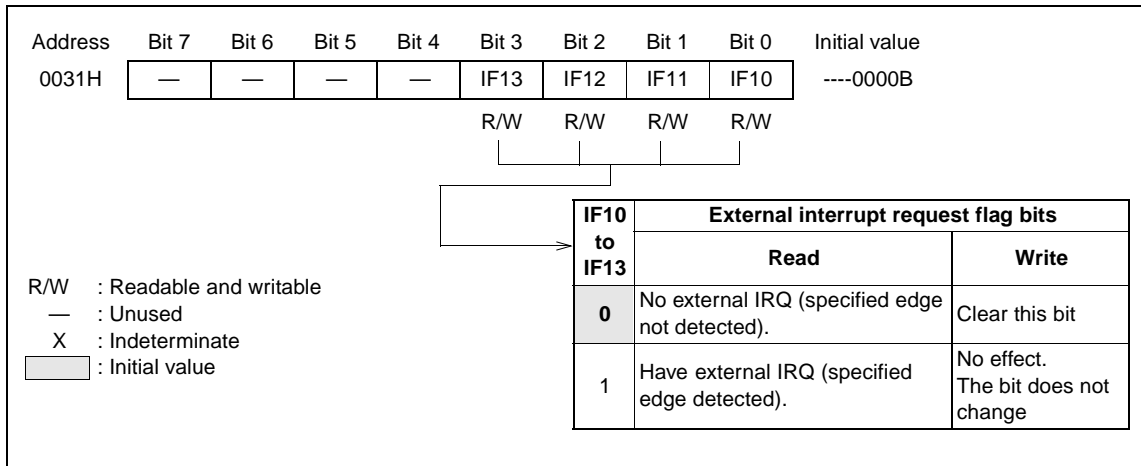 Address Bit 7 Bit 6 Bit 5 Bit 4 Bit 3 Bit 2 Bit 1 Bit 0 Initial value
0031H — — — — IF13 IF12 IF11 IF10 ----0000B
R/W R/W R/W R/W
IF10 to IF13
External interrupt request flag bits
Read Write
0 No external IRQ (specified edge not detected). Clear this bit
1 Have external IRQ (specified edge detected). No effect. The bit does not change
R/W : Readable and writable
— : Unused
X : Indeterminate
: Initial value